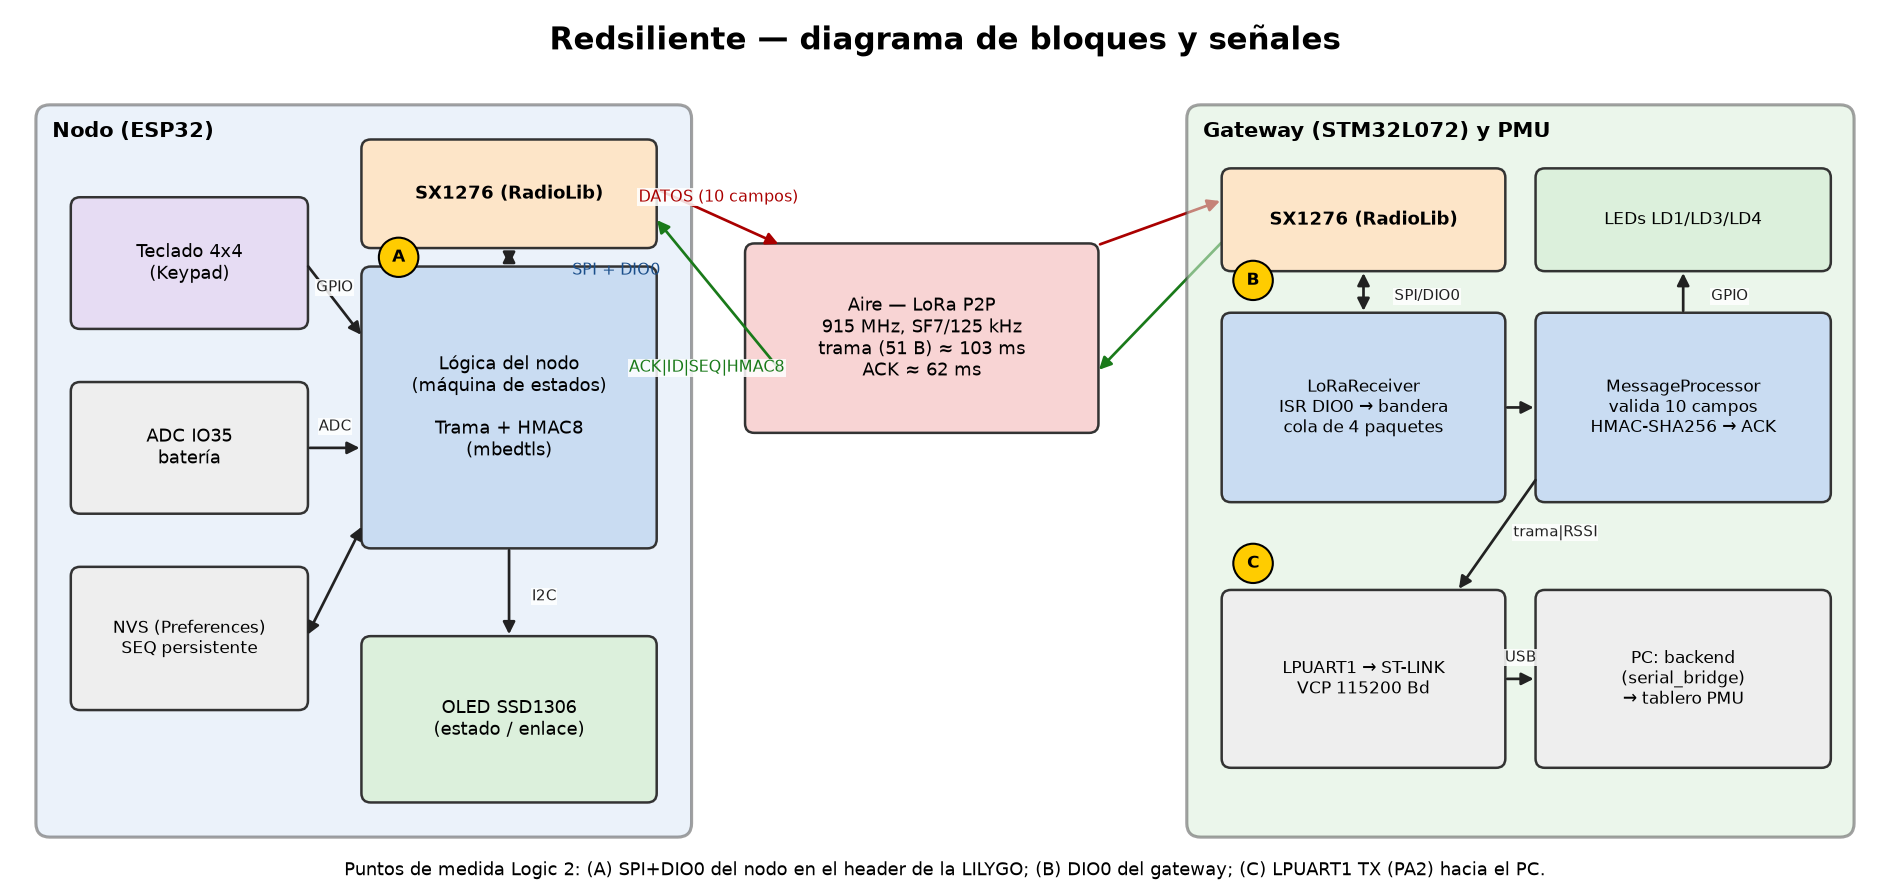 Redsiliente — diagrama de bloques y señales
Nodo (ESP32)
SX1276 (RadioLib)
A
SPI + DIO0
Teclado 4x4
(Keypad)
GPIO
Lógica del nodo
(máquina de estados)
Trama + HMAC8
(mbedtls)
ADC IO35
batería
ADC
NVS (Preferences)
SEQ persistente
I2C
OLED SSD1306
(estado / enlace)
DATOS (10 campos)
ACK|ID|SEQ|HMAC8
Aire — LoRa P2P
915 MHz, SF7/125 kHz
trama (51 B) ≈ 103 ms
ACK ≈ 62 ms
Gateway (STM32L072) y PMU
SX1276 (RadioLib)
LEDs LD1/LD3/LD4
B
SPI/DIO0
GPIO
LoRaReceiver
ISR DIO0 → bandera
cola de 4 paquetes
MessageProcessor
valida 10 campos
HMAC-SHA256 → ACK
trama|RSSI
C
LPUART1 → ST-LINK
VCP 115200 Bd
USB
PC: backend
(serial_bridge)
→ tablero PMU
Puntos de medida Logic 2: (A) SPI+DIO0 del nodo en el header de la LILYGO; (B) DIO0 del gateway; (C) LPUART1 TX (PA2) hacia el PC.